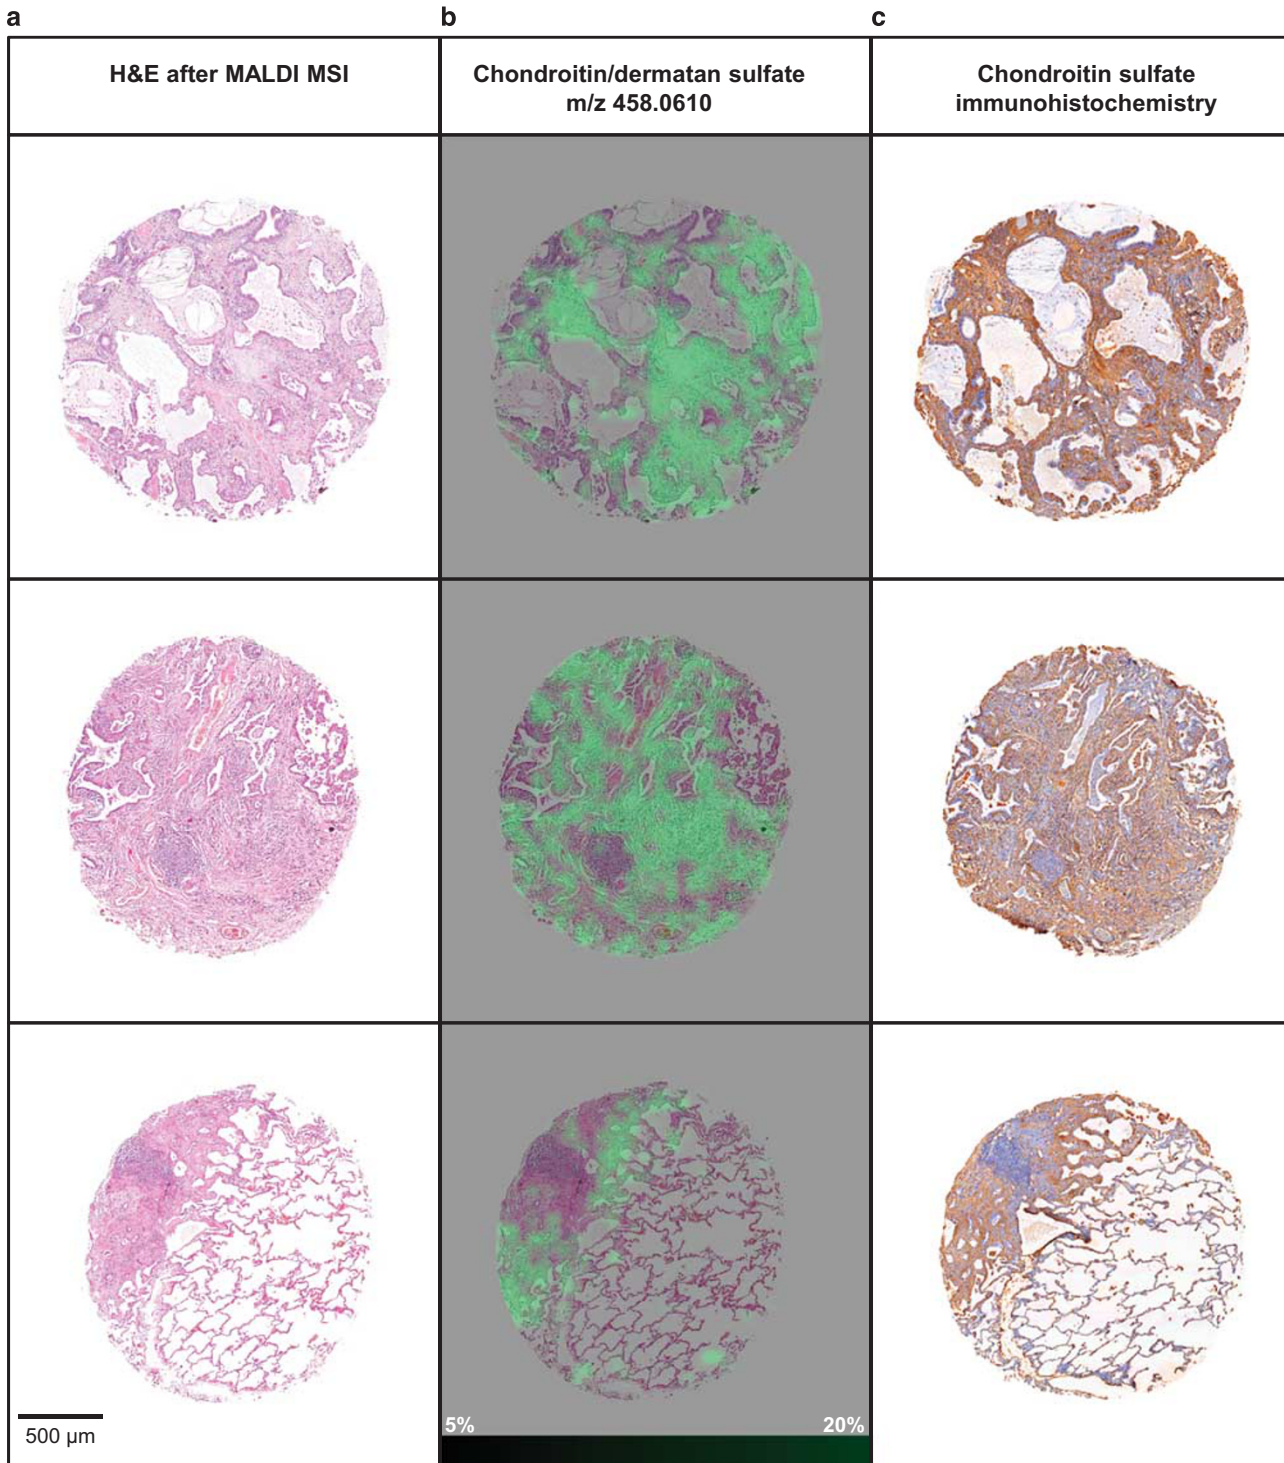 a
b
c
H&E after MALDI MSI
Chondroitin/dermatan sulfate
m/z 458.0610
Chondroitin sulfate
immunohistochemistry
500 µm
5%
20%